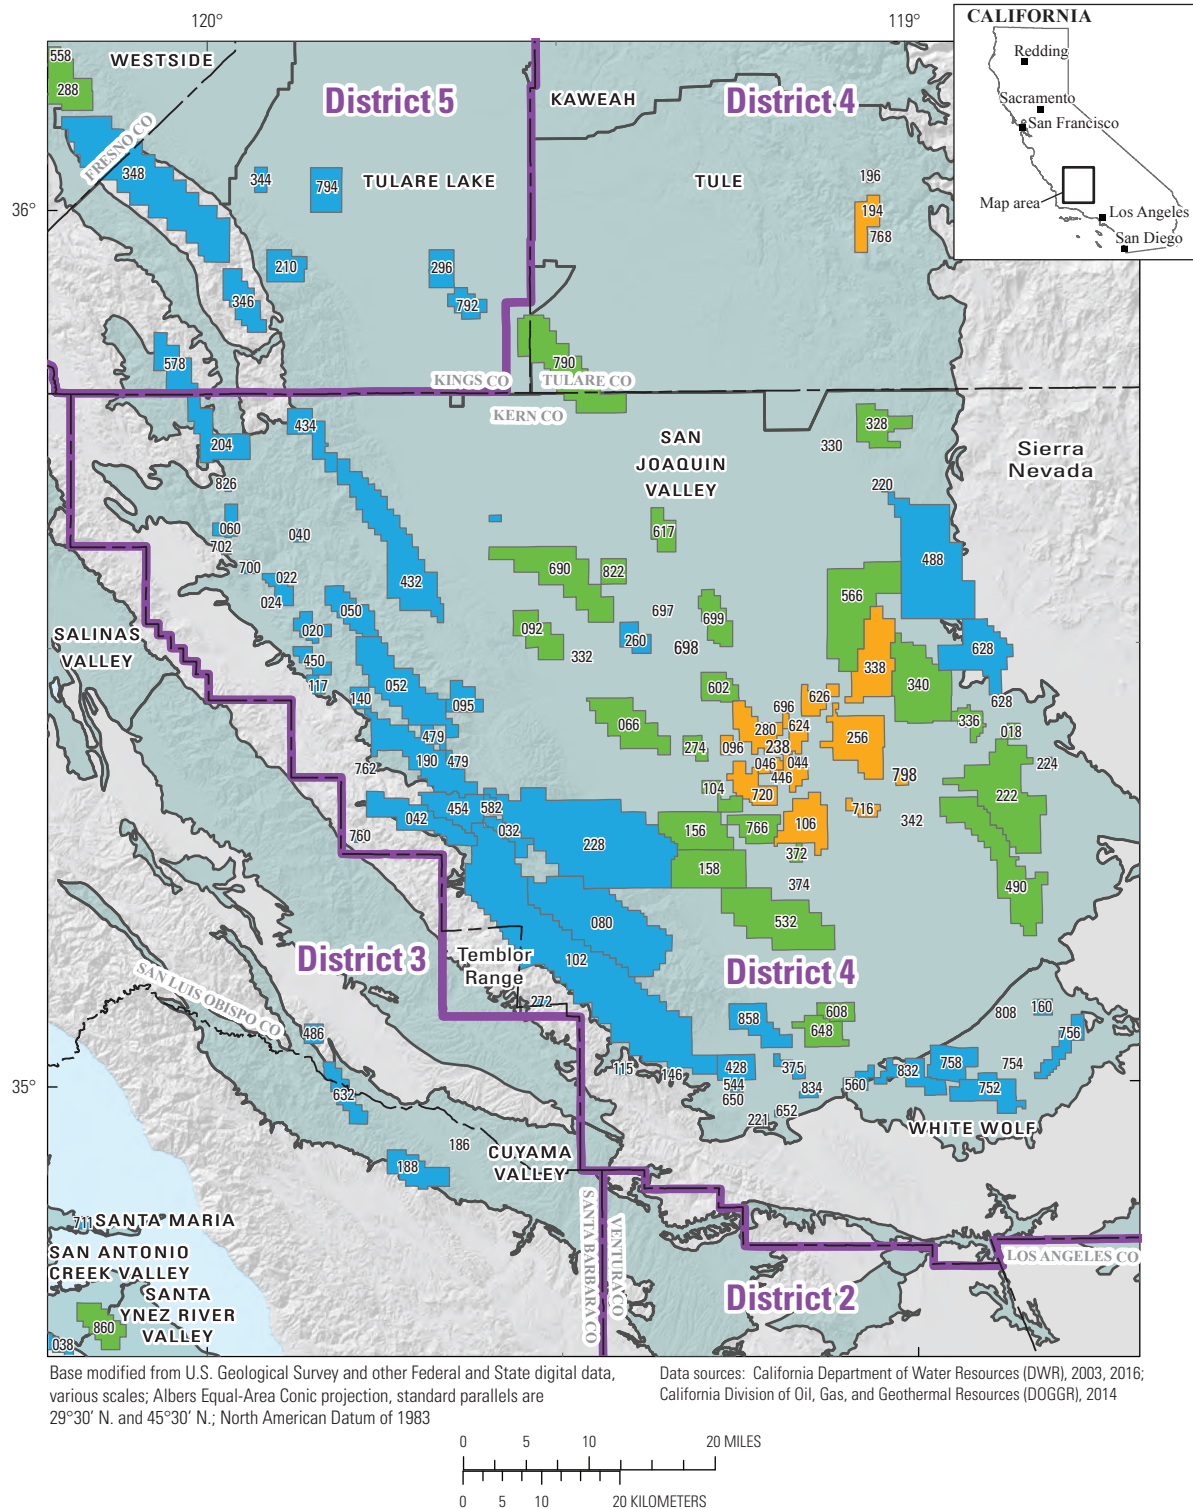 120°
119°
CALIFORNIA
Redding
Sacramento
San Francisco
Map area
Los Angeles
San Diego
558
WESTSIDE
288
District 5
KAWEAH
District 4
FRESNO CO
348
344
794
TULARE LAKE
TULE
196
36°
194
768
210
296
346
792
578
790
KINGS CO
TULARE CO
KERN CO
434
328
204
SAN
JOAQUIN
VALLEY
330
Sierra
Nevada
826
220
060
040
617
702
488
700
022
690
822
432
024
050
566
697
699
020
092
260
SALINAS
VALLEY
332
698
628
450
338
117
052
602
340
140
095
626
628
696
066
280
624
336
018
479
274
096
238
256
190
479
762
046
044
224
446
798
104
720
222
454
582
716
042
032
156
766
106
342
760
228
372
158
374
490
080
532
District 3
Temblor
Range
102
District 4
SAN LUIS OBISPO CO
272
858
608
808
160
486
648
756
758
754
35°
115
146
428
375
832
752
544
834
560
632
650
652
221
WHITE WOLF
186
CUYAMA
VALLEY
188
SANTA BARBARA CO
VENTURA CO
711
SANTA MARIA
SAN ANTONIO
CREEK VALLEY
LOS ANGELES CO
SANTA
YNEZ RIVER
VALLEY
District 2
860
038
Base modified from U.S. Geological Survey and other Federal and State digital data,
various scales; Albers Equal-Area Conic projection, standard parallels are
29°30′ N. and 45°30′ N.; North American Datum of 1983
Data sources: California Department of Water Resources (DWR), 2003, 2016;
California Division of Oil, Gas, and Geothermal Resources (DOGGR), 2014
0 5 10 20 MILES
0 5 10 20 KILOMETERS